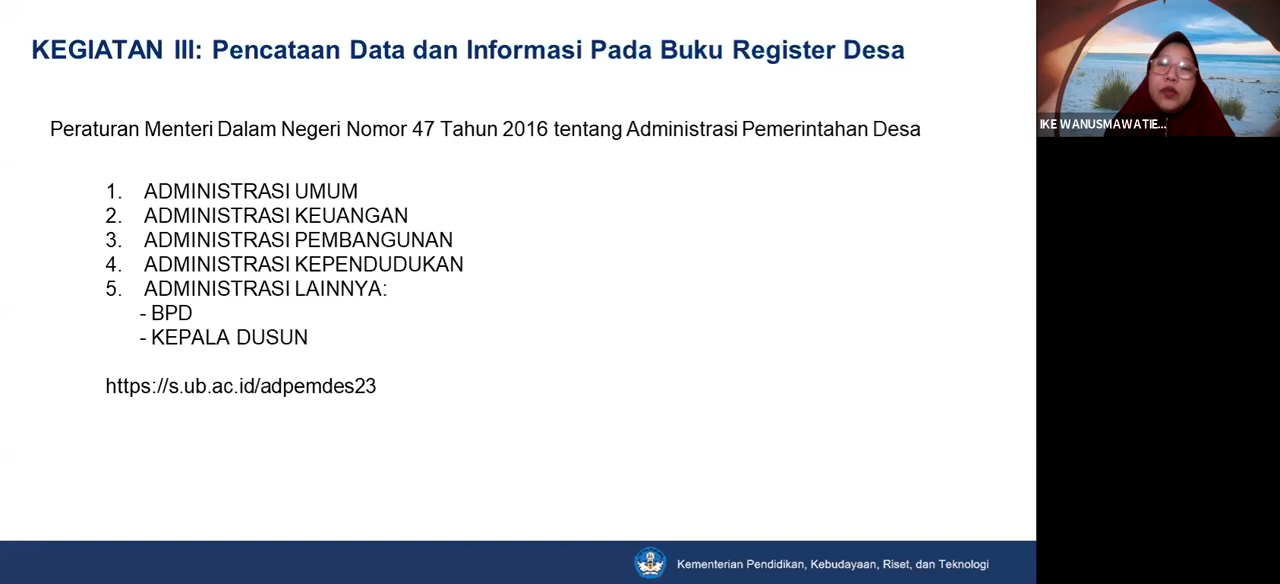 KEGIATAN III: Pencataan Data dan Informasi Pada Buku Register Desa
Peraturan Menteri Dalam Negeri Nomor 47 Tahun 2016 tentang Administrasi Pemerintahan Desa
1. ADMINISTRASI UMUM
2. ADMINISTRASI KEUANGAN
3. ADMINISTRASI PEMBANGUNAN
4. ADMINISTRASI KEPENDUDUKAN
5. ADMINISTRASI LAINNYA:
- BPD
- KEPALA DUSUN
https://s.ub.ac.id/adpemdes23
Kementerian Pendidikan, Kebudayaan, Riset, dan Teknologi
IKE WANUSMAWATIE...